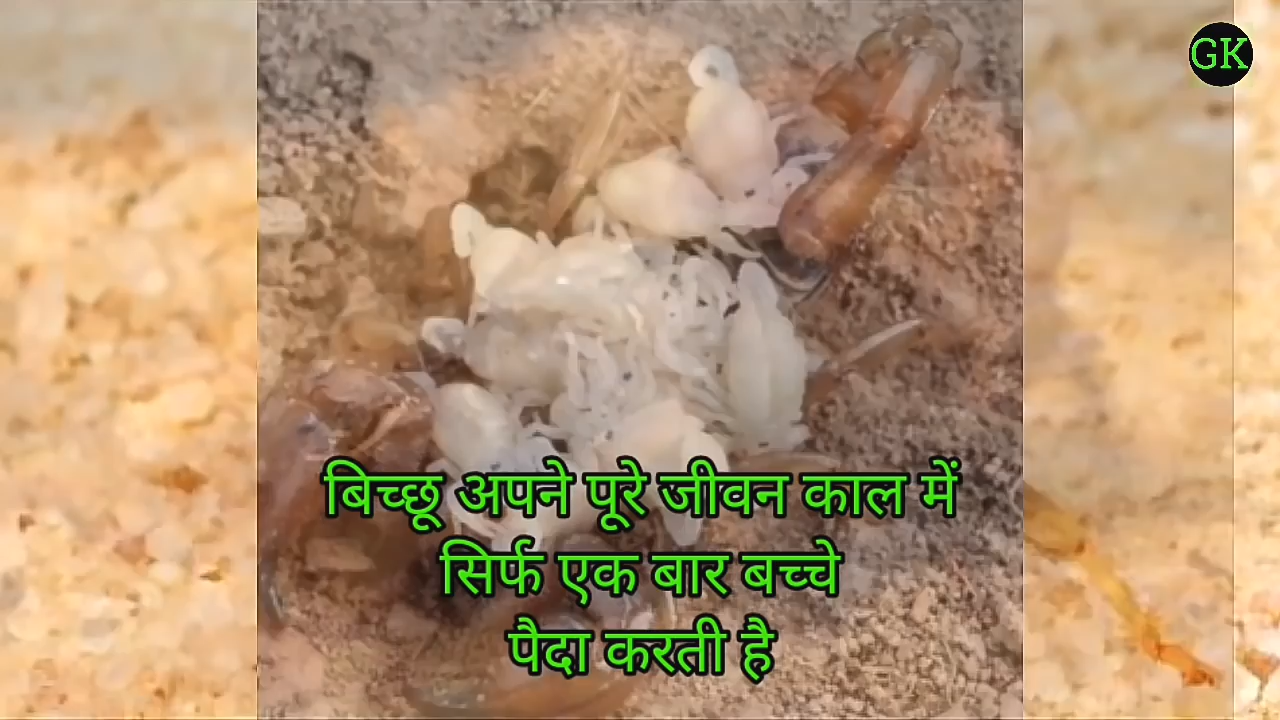 GK
बिच्छू अपने पूरे जीवन काल में
सिर्फ एक बार बच्चे
पैदा करती है